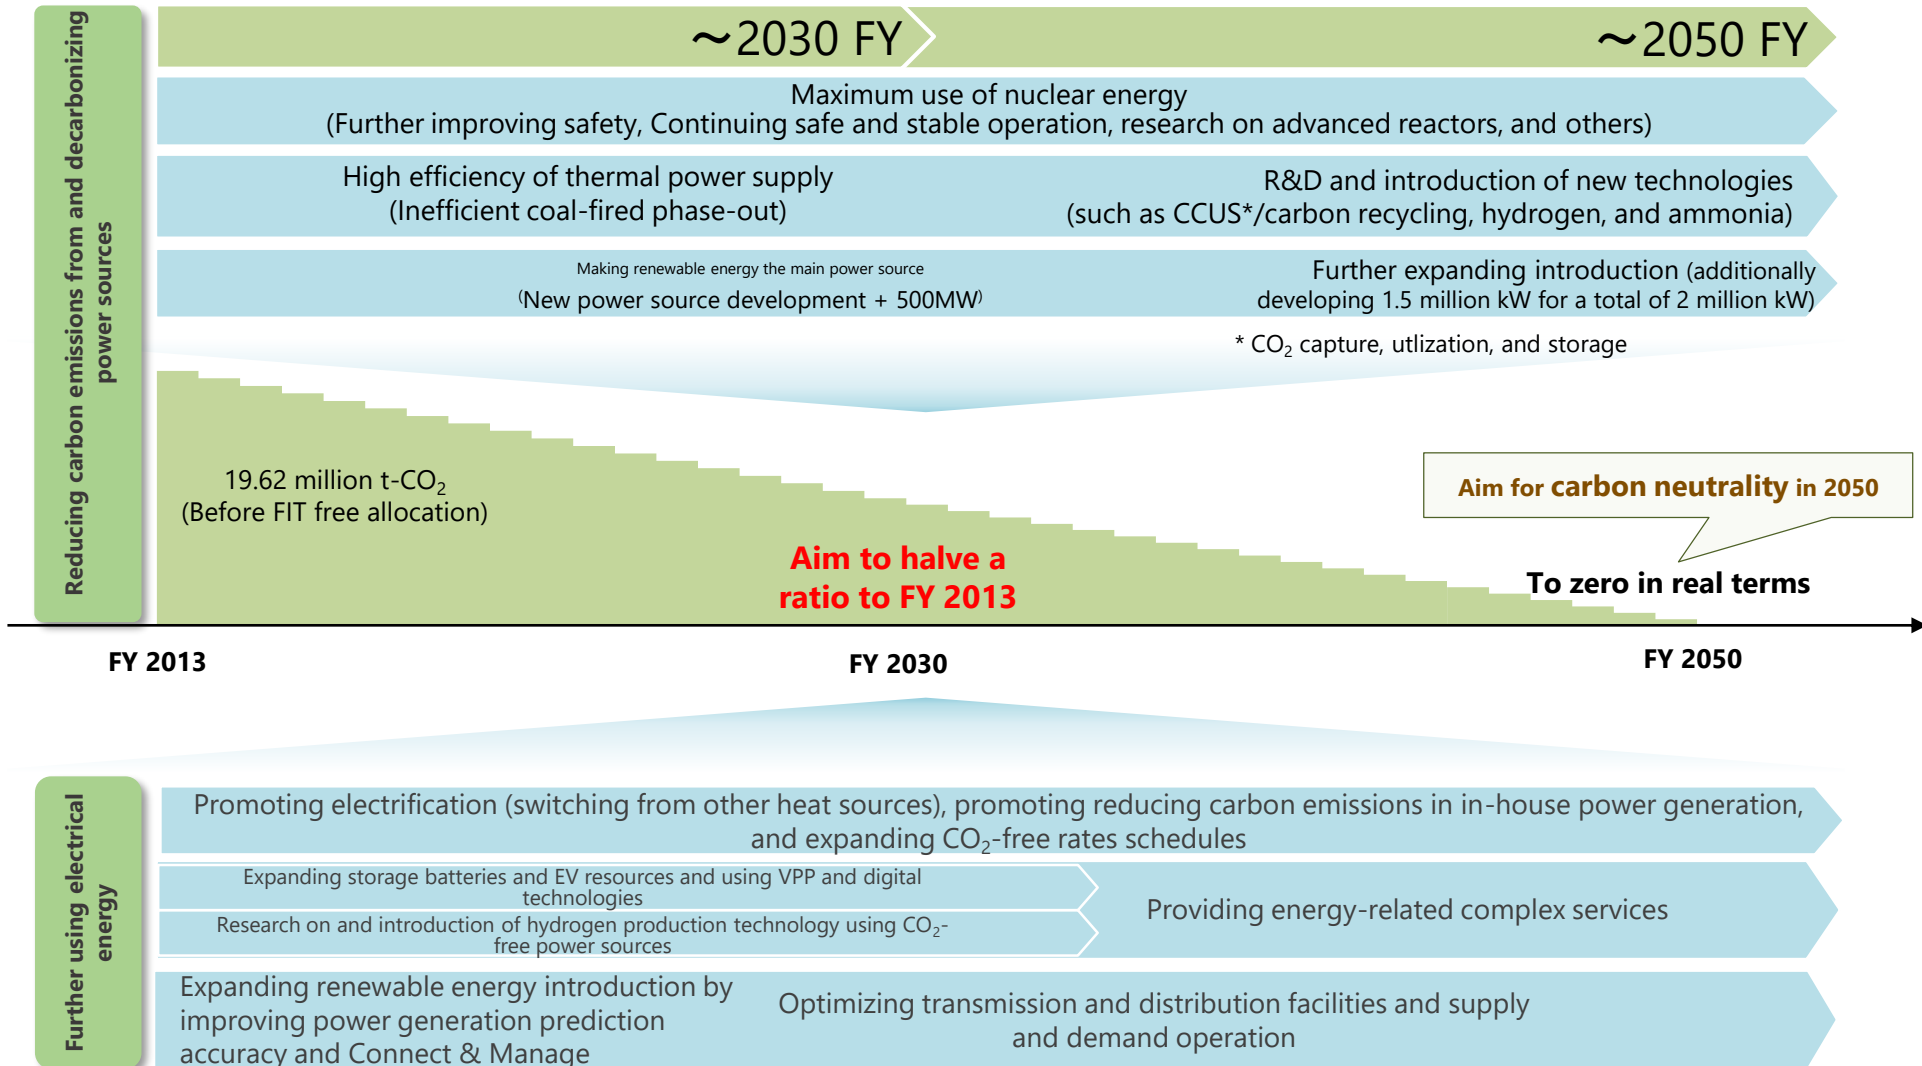 Reducing carbon emissions from and decarbonizing
power sources
~2030 FY
~2050 FY
Maximum use of nuclear energy
(Further improving safety, Continuing safe and stable operation, research on advanced reactors, and others)
High efficiency of thermal power supply
(Inefficient coal-fired phase-out)
R&D and introduction of new technologies
(such as CCUS*/carbon recycling, hydrogen, and ammonia)
Making renewable energy the main power source
(New power source development + 500MW)
Further expanding introduction (additionally
developing 1.5 million kW for a total of 2 million kW)
* CO2 capture, utlization, and storage
19.62 million t-CO2
(Before FIT free allocation)
Aim to halve a
ratio to FY 2013
Aim for carbon neutrality in 2050
To zero in real terms
FY 2013
FY 2030
FY 2050
Further using electrical
energy
Promoting electrification (switching from other heat sources), promoting reducing carbon emissions in in-house power generation,
and expanding CO2-free rates schedules
Expanding storage batteries and EV resources and using VPP and digital
technologies
Research on and introduction of hydrogen production technology using CO2-
free power sources
Providing energy-related complex services
Expanding renewable energy introduction by
improving power generation prediction
accuracy and Connect & Manage
Optimizing transmission and distribution facilities and supply
and demand operation